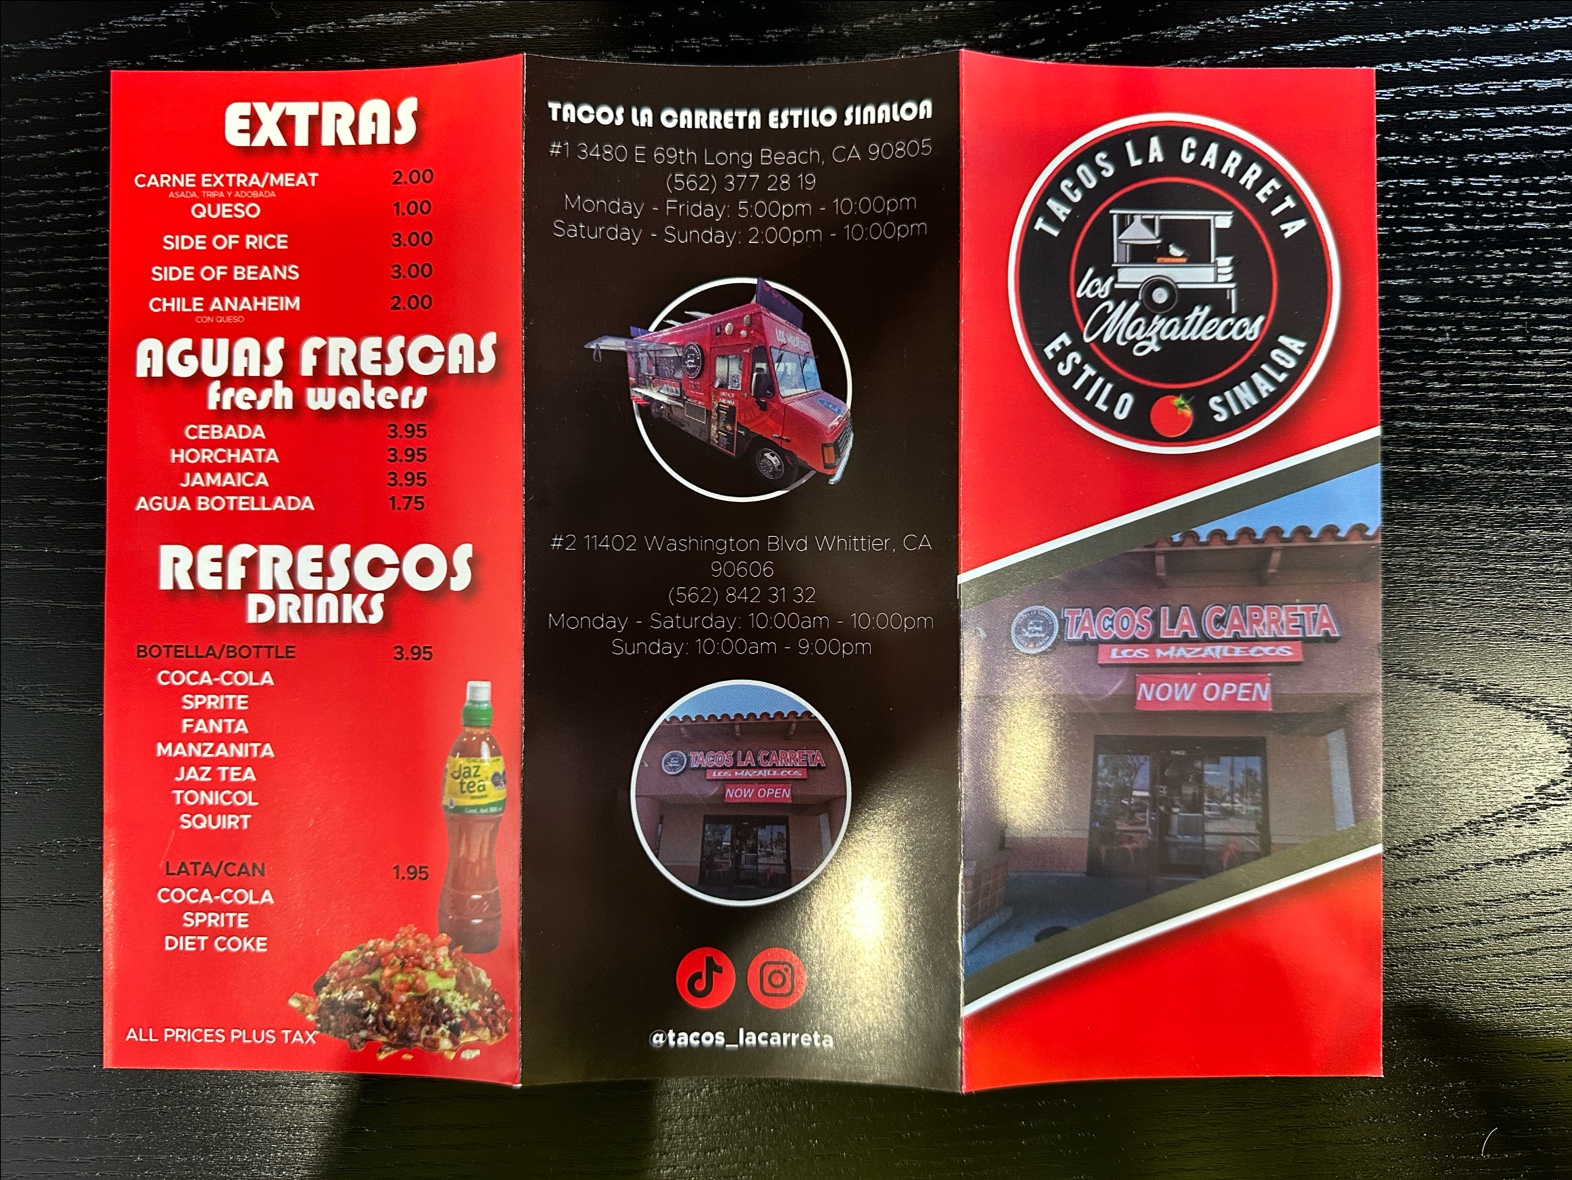 EXTRAS
CARNE EXTRA/MEAT 2.00
ASADA, TRIPA Y ADOBADA
QUESO 1.00
SIDE OF RICE 3.00
SIDE OF BEANS 3.00
CHILE ANAHEIM 2.00
CON QUESO
AGUAS FRESCAS
fresh waters
CEBADA 3.95
HORCHATA 3.95
JAMAICA 3.95
AGUA BOTELLADA 1.75
REFRESCOS
DRINKS
BOTELLA/BOTTLE 3.95
COCA-COLA
SPRITE
FANTA
MANZANITA
JAZ TEA
TONICOL
SQUIRT
LATA/CAN 1.95
COCA-COLA
SPRITE
DIET COKE
Jaz
tea
ALL PRICES PLUS TAX
TACOS LA CARRETA ESTILO SINALOA
#1 3480 E 69th Long Beach, CA 90805
(562) 377 28 19
Monday - Friday: 5:00pm - 10:00pm
Saturday - Sunday: 2:00pm - 10:00pm
#2 11402 Washington Blvd Whittier, CA
90606
(562) 842 31 32
Monday - Saturday: 10:00am - 10:00pm
Sunday: 10:00am - 9:00pm
TACOS LA CARRETA
LOS MAZATLECOS
NOW OPEN
@tacos_lacarreta
TACOS LA CARRETA
los
Mazatlecos
ESTILO SINALOA
TACOS LA CARRETA
LOS MAZATLECOS
NOW OPEN